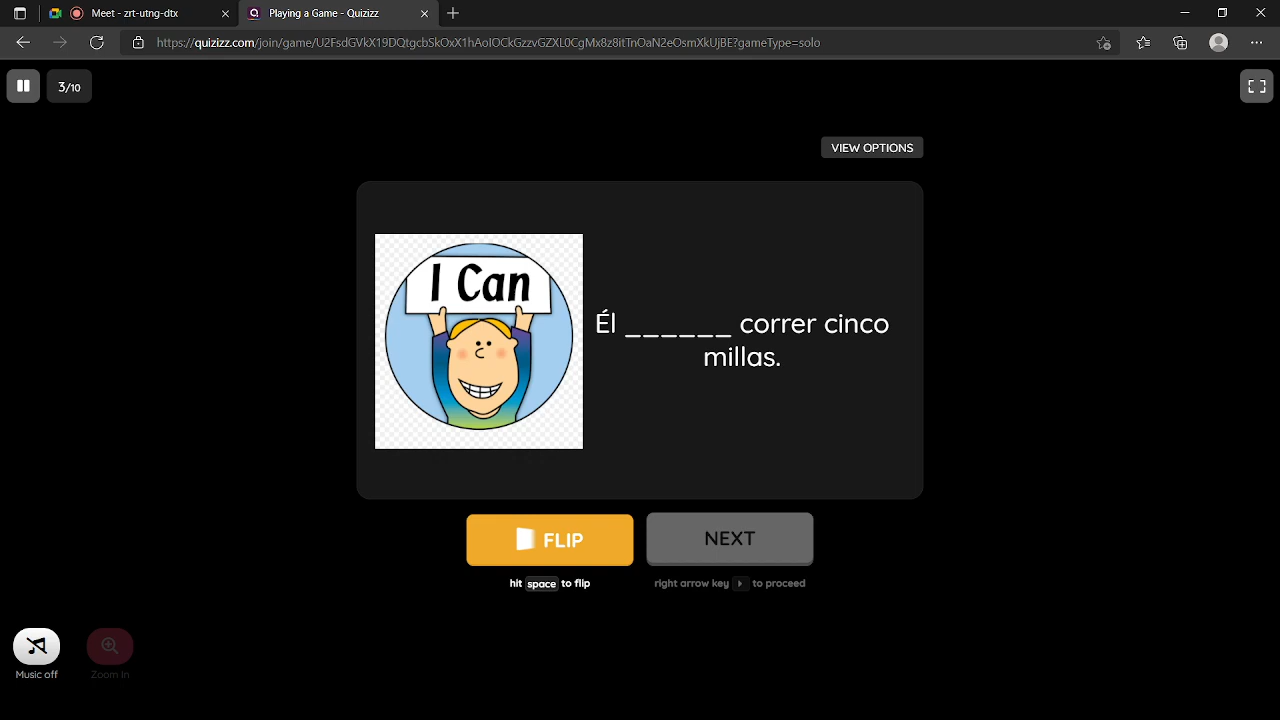 Meet - zrt-utng-dtx
Playing a Game - Quizizz
https://quizizz.com/join/game/U2FsdGVkX19DQtgcbSkOxX1hAoIOCkGzzvGZXL0CgMx8z8itTnOaN2eOsmXkUjBE?gameType=solo
3/10
VIEW OPTIONS
I Can
Él ______ correr cinco
millas.
FLIP
NEXT
hit space to flip
right arrow key to proceed
Music off
Zoom In